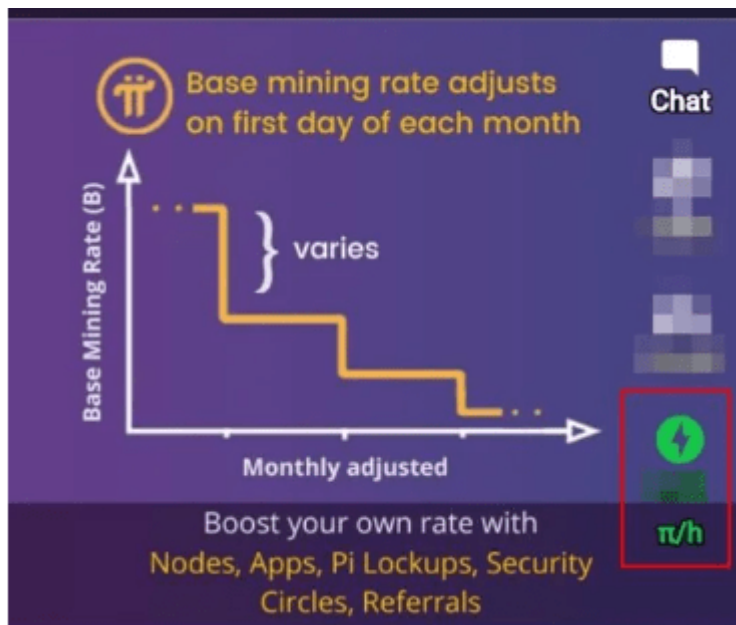 Base mining rate adjusts
on first day of each month
Chat
Base Mining Rate (B)
varies
Monthly adjusted
π/h
Boost your own rate with
Nodes, Apps, Pi Lockups, Security
Circles, Referrals